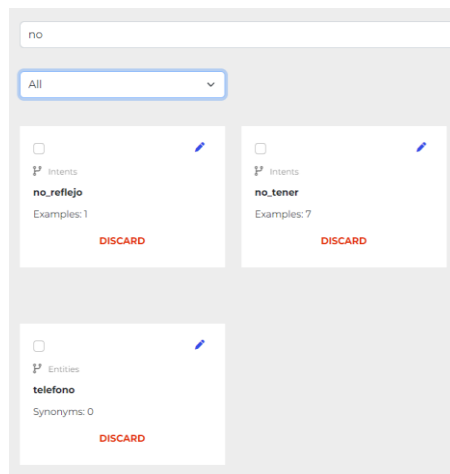 no
All
Intents
no_reflejo
Examples: 1
DISCARD
Intents
no_tener
Examples: 7
DISCARD
Entities
telefono
Synonyms: 0
DISCARD